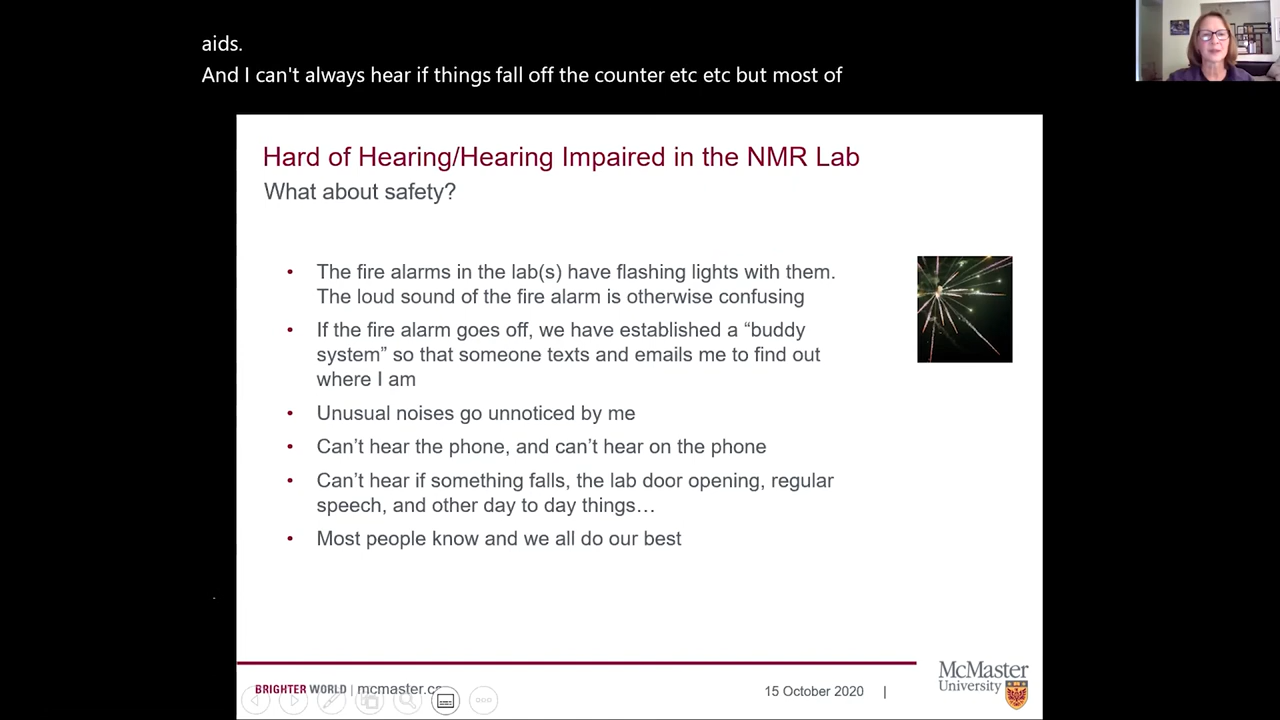 aids.
And I can't always hear if things fall off the counter etc etc but most of
Hard of Hearing/Hearing Impaired in the NMR Lab
What about safety?
• The fire alarms in the lab(s) have flashing lights with them.
The loud sound of the fire alarm is otherwise confusing
• If the fire alarm goes off, we have established a “buddy
system” so that someone texts and emails me to find out
where I am
• Unusual noises go unnoticed by me
• Can’t hear the phone, and can’t hear on the phone
• Can’t hear if something falls, the lab door opening, regular
speech, and other day to day things…
• Most people know and we all do our best
BRIGHTER WORLD | mcmaster.ca
15 October 2020 |
McMaster
University